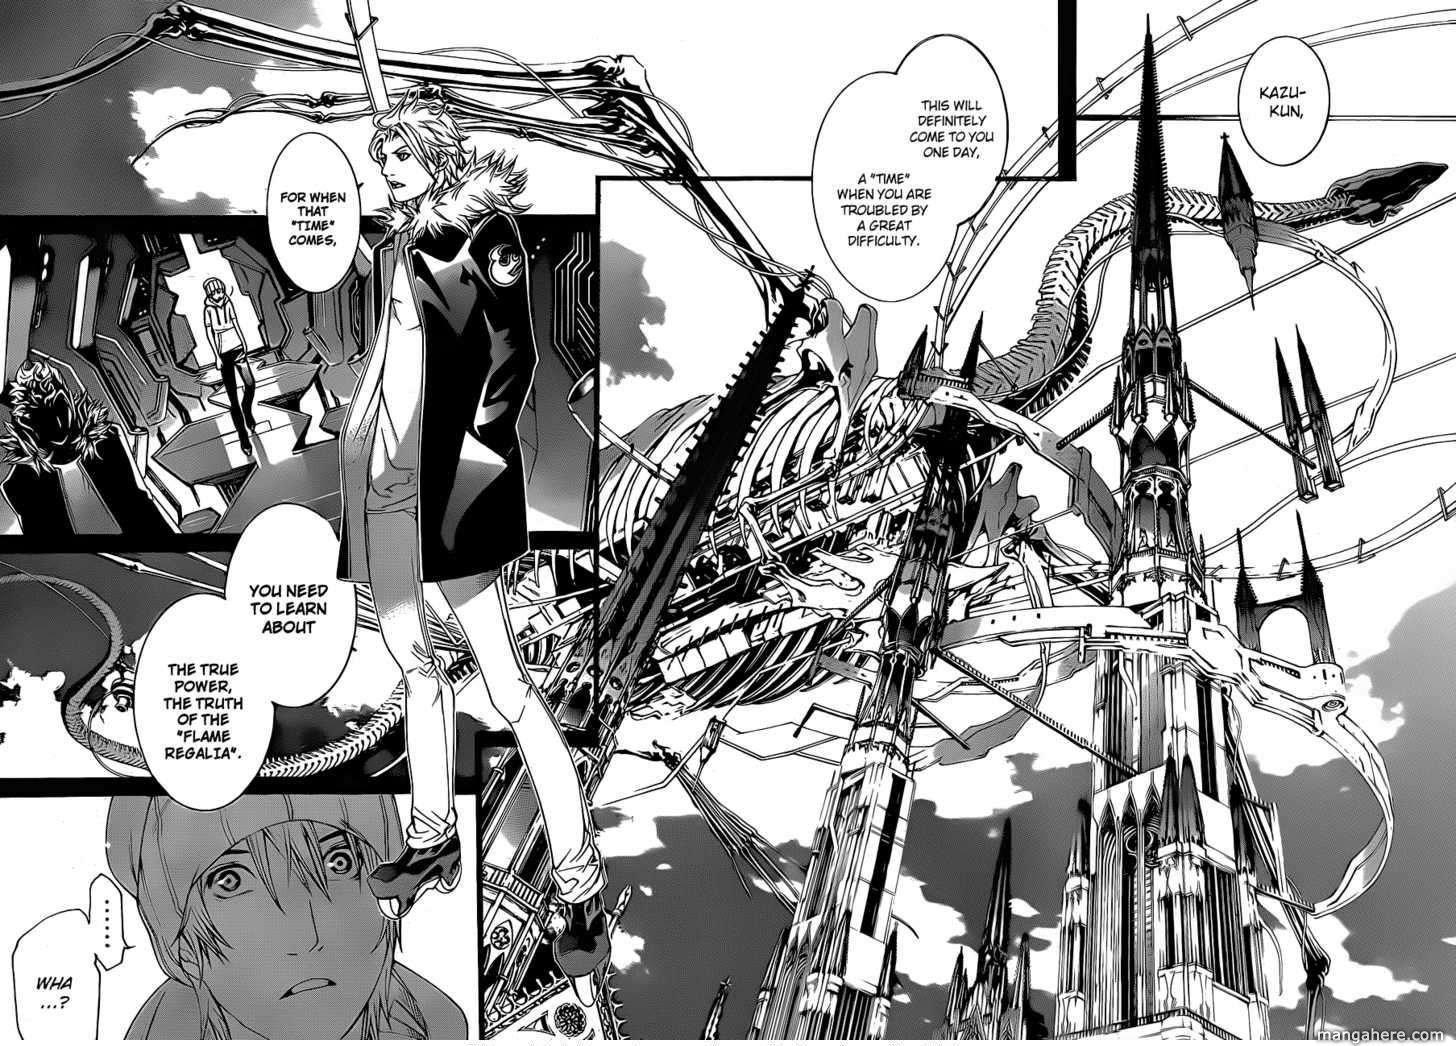 KAZU-
KUN,
THIS WILL
DEFINITELY
COME TO YOU
ONE DAY,
A "TIME"
WHEN YOU ARE
TROUBLED BY
A GREAT
DIFFICULTY.
FOR WHEN
THAT
"TIME"
COMES,
YOU NEED
TO LEARN
ABOUT
THE TRUE
POWER,
THE TRUTH
OF THE
"FLAME
REGALIA".
......
WHA
...?
mangahere.com